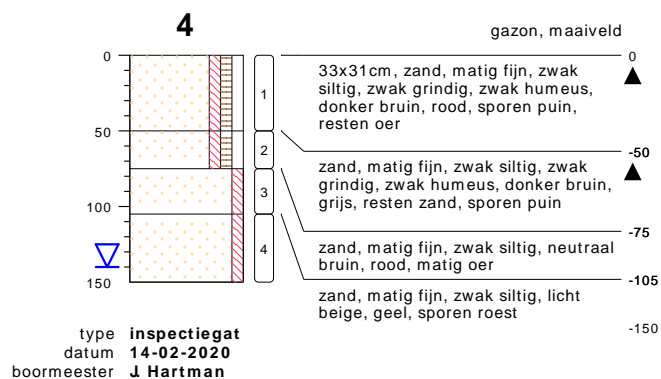 4
gazon, maaiveld
0
1
50
2
3
100
4
150
0
33x31cm, zand, matig fijn, zwak
siltig, zwak grindig, zwak humeus,
donker bruin, rood, sporen puin,
resten oer
-50
zand, matig fijn, zwak siltig, zwak
grindig, zwak humeus, donker bruin,
grijs, resten zand, sporen puin
-75
zand, matig fijn, zwak siltig, neutraal
bruin, rood, matig oer
-105
zand, matig fijn, zwak siltig, licht
beige, geel, sporen roest
-150
type inspectiegat
datum 14-02-2020
boormeester J. Hartman